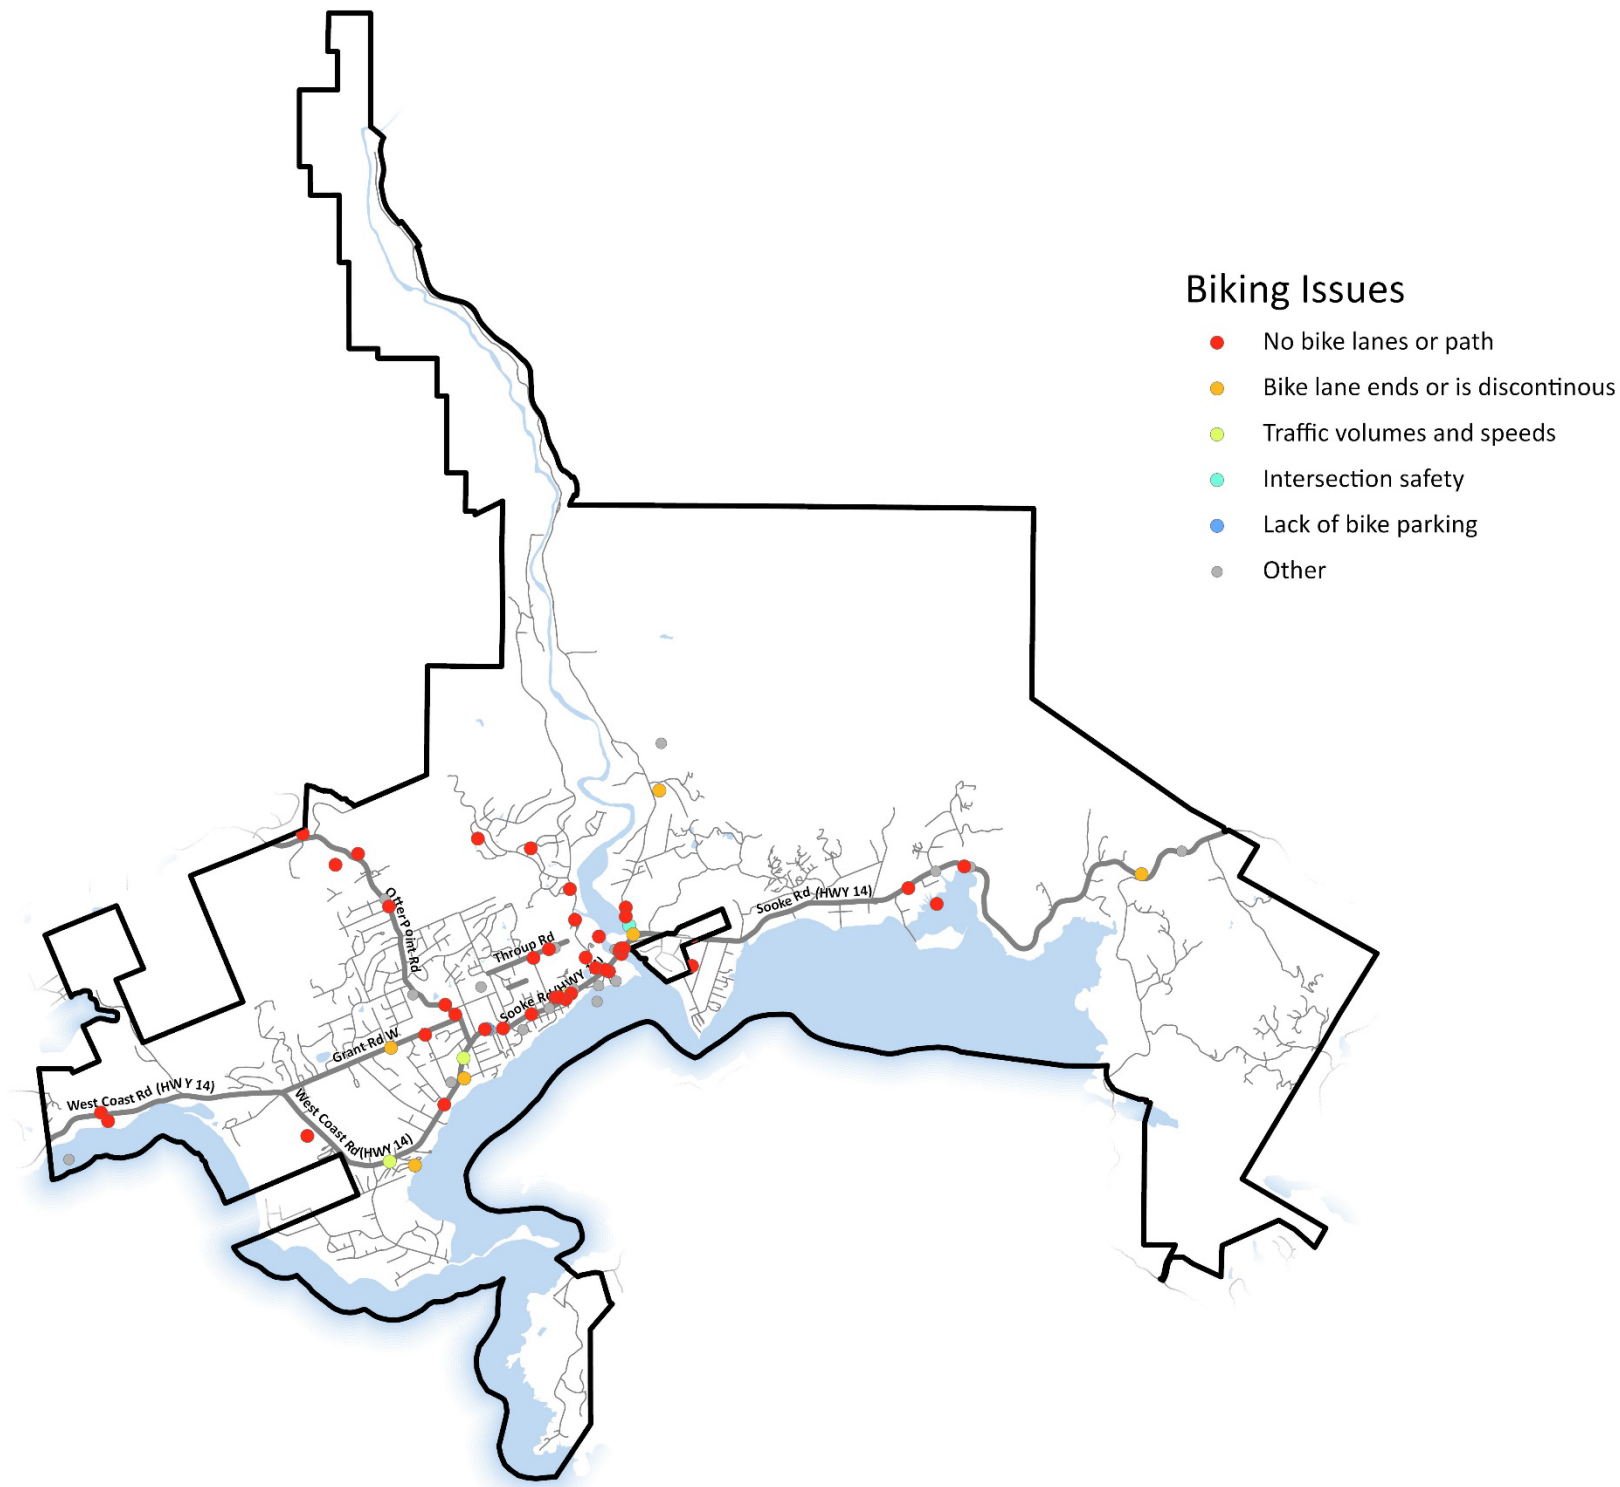 Biking Issues
No bike lanes or path
Bike lane ends or is discontinous
Traffic volumes and speeds
Intersection safety
Lack of bike parking
Other
Otter Point Rd
Sooke Rd (HWY 14)
Throup Rd
Sooke Rd (HWY
Grant Rd W.
West Coast Rd (HWY 14)
West Coast Rd (HWY 14)